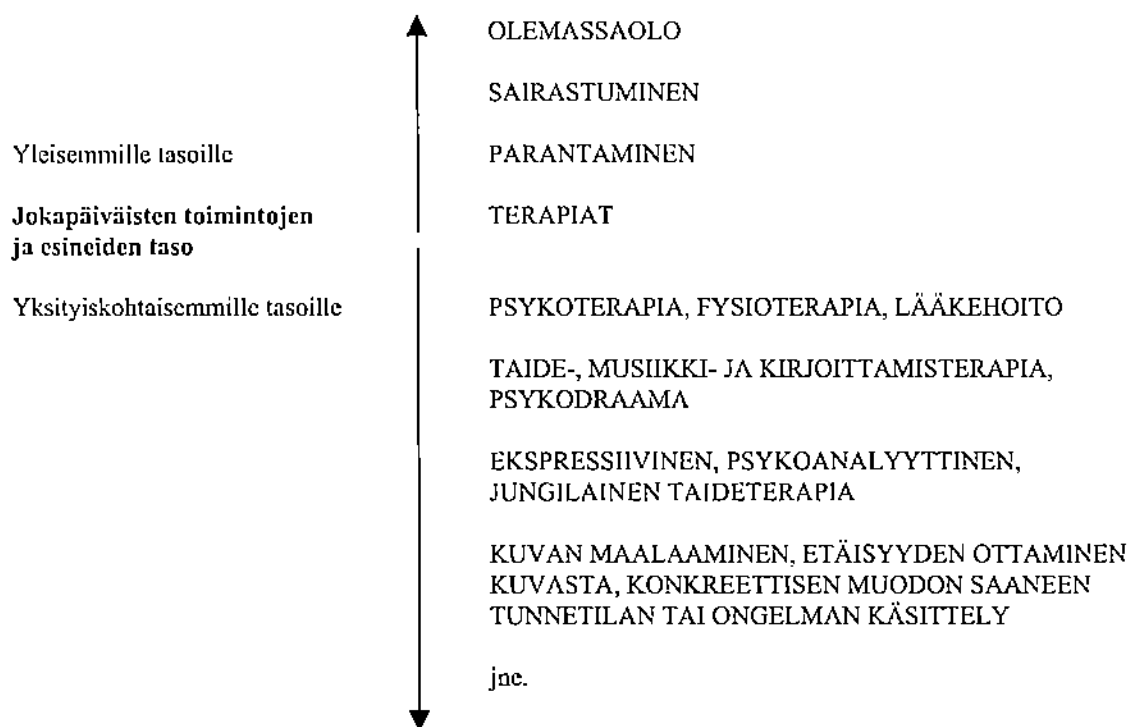 OLEMASSAOLO
SAIRASTUMINEN
Yleisemmille tasoille
PARANTAMINEN
Jokapäiväisten toimintojen
ja esineiden taso
TERAPIAT
Yksityiskohtaisemmille tasoille
PSYKOTERAPIA, FYSIOTERAPIA, LÄÄKEHOITO
TAIDE-, MUSIIKKI- JA KIRJOITTAMISTERAPIA,
PSYKODRAAMA
EKSPRESSIIVINEN, PSYKOANALYYTTINEN,
JUNGILAINEN TAIDETERAPIA
KUVAN MAALAAMINEN, ETÄISYYDEN OTTAMINEN
KUVASTA, KONKREETTISEN MUODON SAANEEN
TUNNETILAN TAI ONGELMAN KÄSITTELY
jne.